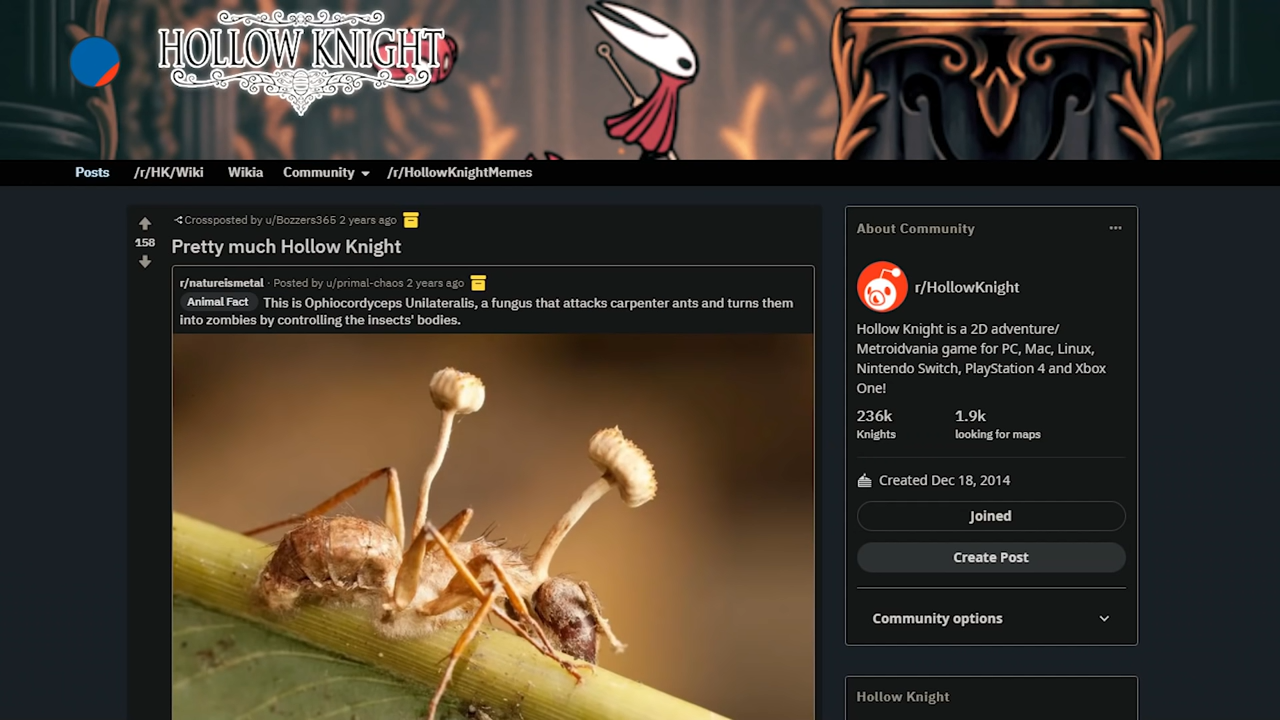 HOLLOW KNIGHT
Posts
/r/HK/Wiki
Wikia
Community
/r/HollowKnightMemes
158
Crossposted by u/Bozzers365 2 years ago
Pretty much Hollow Knight
r/natureismetal · Posted by u/primal-chaos 2 years ago
Animal Fact This is Ophiocordyceps Unilateralis, a fungus that attacks carpenter ants and turns them
into zombies by controlling the insects' bodies.
About Community
r/HollowKnight
Hollow Knight is a 2D adventure/
Metroidvania game for PC, Mac, Linux,
Nintendo Switch, PlayStation 4 and Xbox
One!
236k
Knights
1.9k
looking for maps
Created Dec 18, 2014
Joined
Create Post
Community options
Hollow Knight